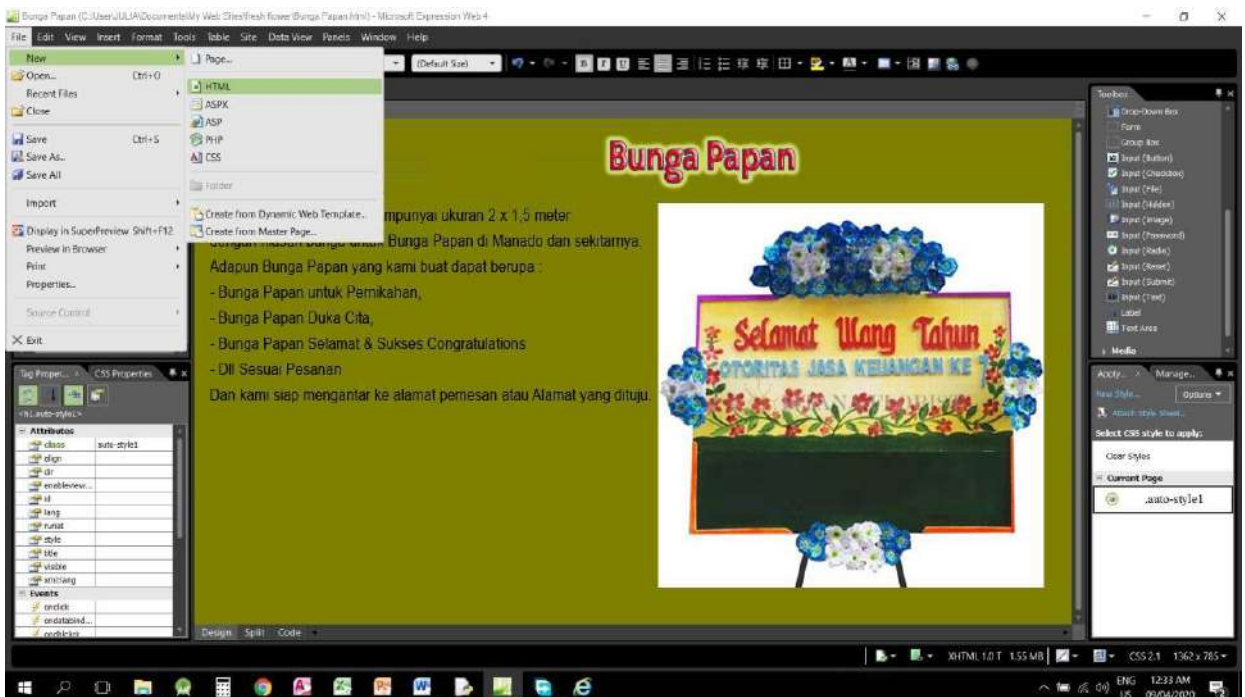 Bunga Papan (C:\User\JULIA\Documents\My Web Sites\fresh flower\Bunga Papan.html) - Microsoft Expression Web 4
File Edit View Insert Format Tools Table Site Data View Panels Window Help
New
Open... Ctrl+O
Recent Files
Close
Save Ctrl+S
Save As...
Save All
Import
Display in SuperPreview Shift+F12
Preview in Browser
Print
Properties...
Source Control
Exit
Page...
HTML
ASPX
ASP
PHP
CSS
Folder
Create from Dynamic Web Template...
Create from Master Page...
(Default Size)
Bunga Papan
mpunyai ukuran 2 x 1,5 meter
dengan hiasan bunga untuk Bunga Papan di Manado dan sekitarnya.
Adapun Bunga Papan yang kami buat dapat berupa :
- Bunga Papan untuk Pernikahan,
- Bunga Papan Duka Cita,
- Bunga Papan Selamat & Sukses Congratulations
- Dll Sesuai Pesanan
Dan kami siap mengantar ke alamat pemesan atau Alamat yang dituju.
Selamat Ulang Tahun
OTORITAS JASA KEUANGAN KE 7
Toolbox
Drop-Down Box
Form
Group Box
Input (Button)
Input (Checkbox)
Input (File)
Input (Hidden)
Input (Image)
Input (Password)
Input (Radio)
Input (Reset)
Input (Submit)
Input (Text)
Label
Text Area
Media
Tag Proper... CSS Properties
<h1.auto-style1>
Attributes
class auto-style1
align
dir
enableview...
id
lang
runat
style
title
visible
xml:lang
Events
onclick
ondatabind...
ondblclick
Apply... Manage...
New Style... Options
Attach Style Sheet...
Select CSS style to apply:
Clear Styles
Current Page
.auto-style1
Design Split Code
XHTML 1.0 T 1.55 MB CSS 2.1 1362 x 785
ENG 12:33 AM
US 09/04/2020